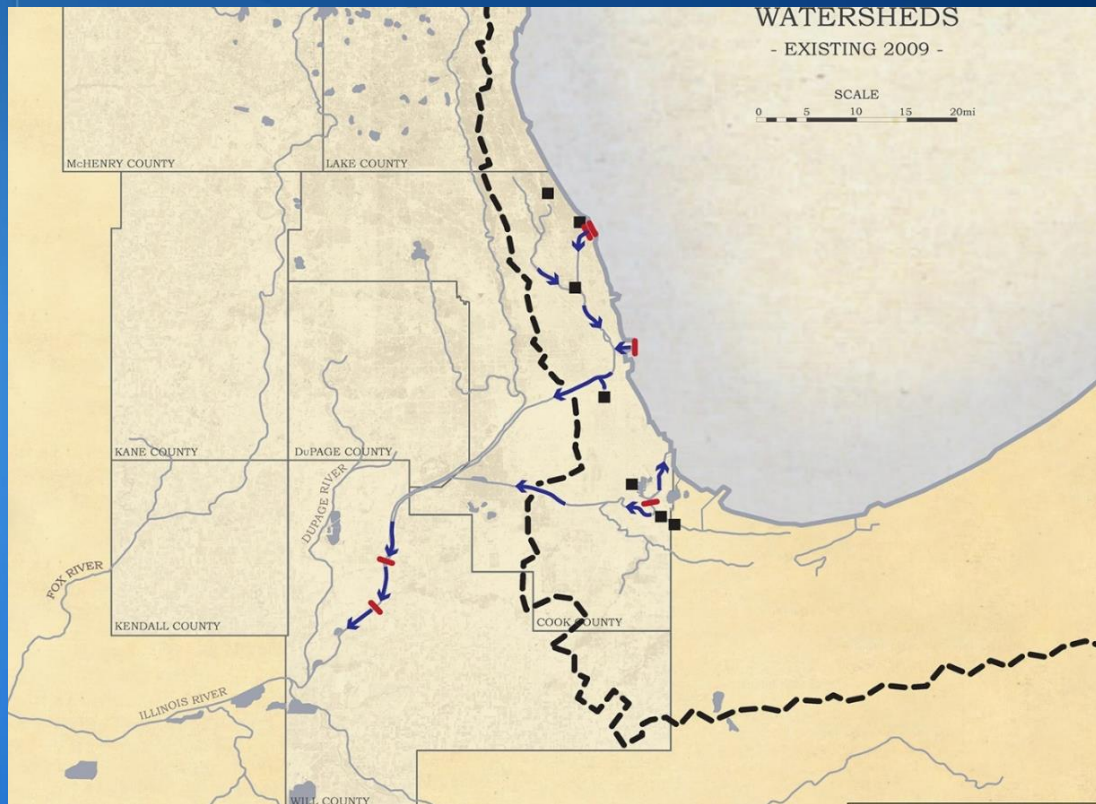 WATERSHEDS
- EXISTING 2009 -
SCALE
0 5 10 15 20mi
McHENRY COUNTY
LAKE COUNTY
KANE COUNTY
DuPAGE COUNTY
DUPAGE RIVER
FOX RIVER
KENDALL COUNTY
COOK COUNTY
ILLINOIS RIVER
WILL COUNTY